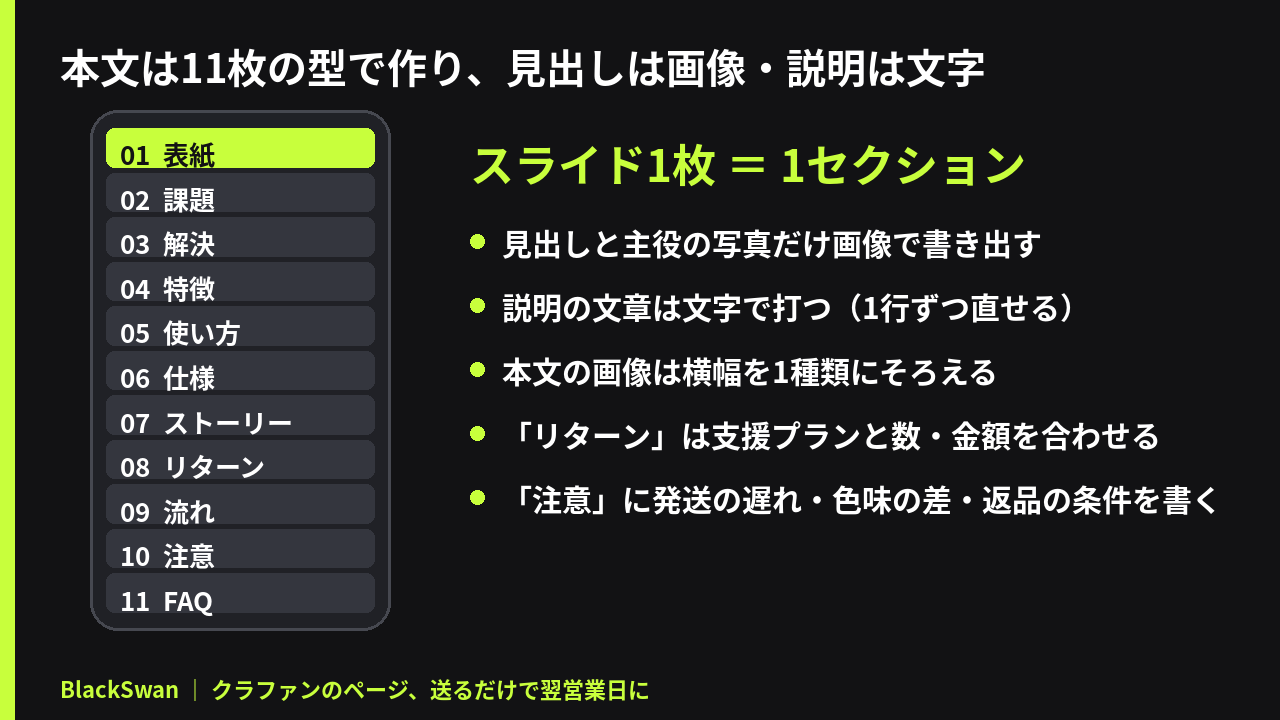 本文は11枚の型で作り、見出しは画像・説明は文字
01 表紙
02 課題
03 解決
04 特徴
05 使い方
06 仕様
07 ストーリー
08 リターン
09 流れ
10 注意
11 FAQ
スライド1枚 ＝ 1セクション
見出しと主役の写真だけ画像で書き出す
説明の文章は文字で打つ（1行ずつ直せる）
本文の画像は横幅を1種類にそろえる
「リターン」は支援プランと数・金額を合わせる
「注意」に発送の遅れ・色味の差・返品の条件を書く
BlackSwan｜クラファンのページ、送るだけで翌営業日に